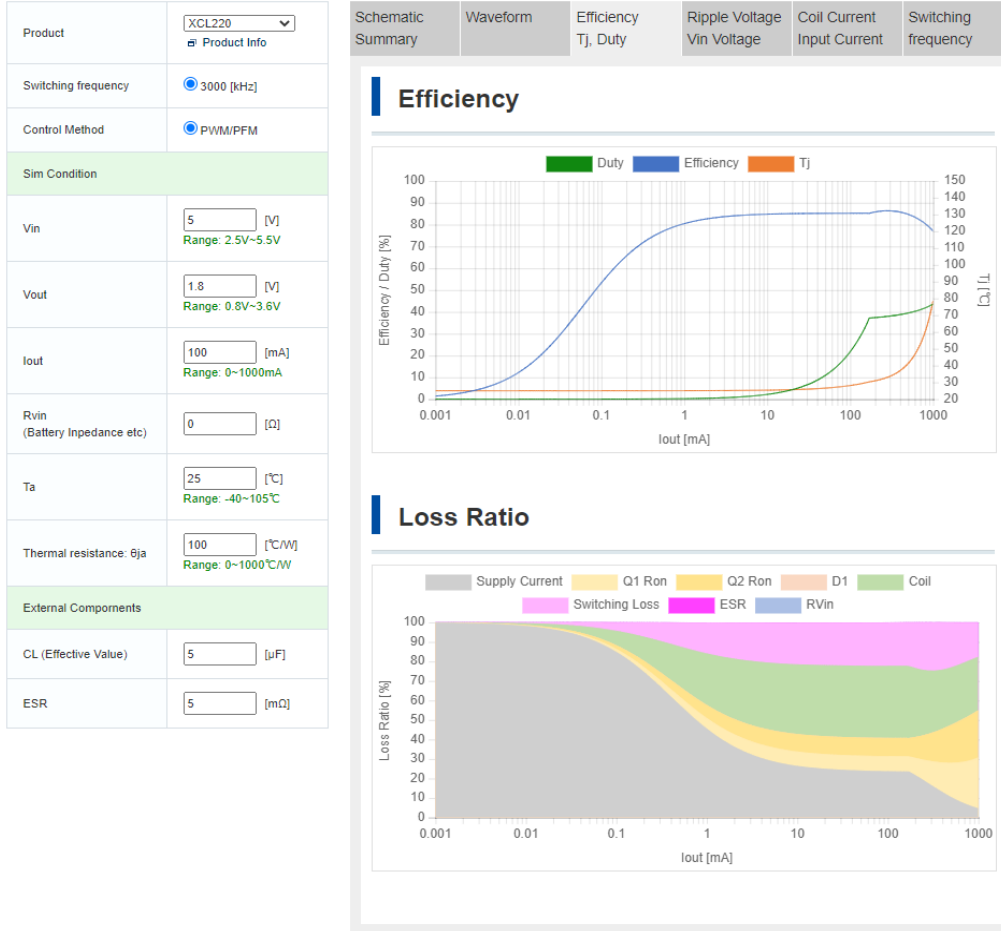 Product
XCL220
Product Info
Switching frequency
3000 [kHz]
Control Method
PWM/PFM
Sim Condition
Vin
5 [V]
Range: 2.5V~5.5V
Vout
1.8 [V]
Range: 0.8V~3.6V
Iout
100 [mA]
Range: 0~1000mA
Rvin
(Battery Inpedance etc)
0 [Ω]
Ta
25 [℃]
Range: -40~105℃
Thermal resistance: θja
100 [℃/W]
Range: 0~1000℃/W
External Compornents
CL (Effective Value)
5 [μF]
ESR
5 [mΩ]
Schematic
Summary
Waveform
Efficiency
Tj, Duty
Ripple Voltage
Vin Voltage
Coil Current
Input Current
Switching
frequency
Efficiency
Duty Efficiency Tj
100
90
80
70
60
50
40
30
20
10
0
Efficiency / Duty [%]
150
140
130
120
110
100
90
80
70
60
50
40
30
20
Tj [℃]
0.001 0.01 0.1 1 10 100 1000
Iout [mA]
Loss Ratio
Supply Current Q1 Ron Q2 Ron D1 Coil
Switching Loss ESR RVin
100
90
80
70
60
50
40
30
20
10
0
Loss Ratio [%]
0.001 0.01 0.1 1 10 100 1000
Iout [mA]